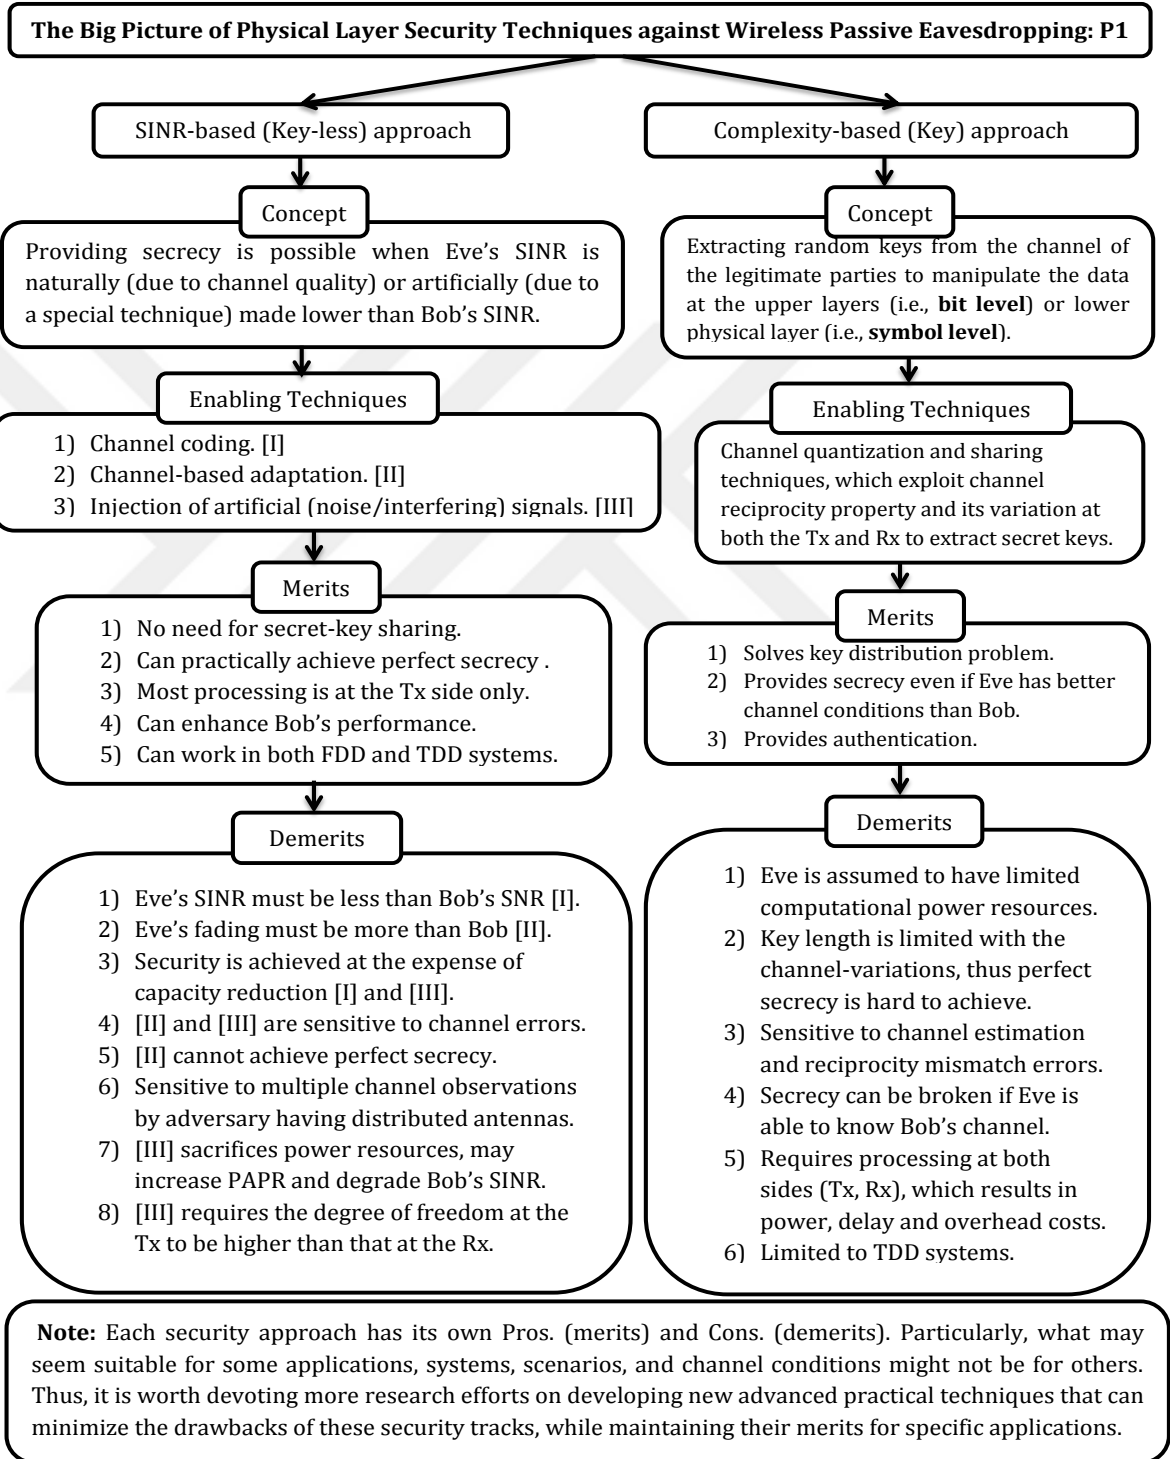 The Big Picture of Physical Layer Security Techniques against Wireless Passive Eavesdropping: P1
SINR-based (Key-less) approach
Concept
Providing secrecy is possible when Eve's SINR is
naturally (due to channel quality) or artificially (due to
a special technique) made lower than Bob's SINR.
Enabling Techniques
1) Channel coding. [I]
2) Channel-based adaptation. [II]
3) Injection of artificial (noise/interfering) signals. [III]
Merits
1) No need for secret-key sharing.
2) Can practically achieve perfect secrecy .
3) Most processing is at the Tx side only.
4) Can enhance Bob's performance.
5) Can work in both FDD and TDD systems.
Demerits
1) Eve's SINR must be less than Bob's SNR [I].
2) Eve's fading must be more than Bob [II].
3) Security is achieved at the expense of
capacity reduction [I] and [III].
4) [II] and [III] are sensitive to channel errors.
5) [II] cannot achieve perfect secrecy.
6) Sensitive to multiple channel observations
by adversary having distributed antennas.
7) [III] sacrifices power resources, may
increase PAPR and degrade Bob's SINR.
8) [III] requires the degree of freedom at the
Tx to be higher than that at the Rx.
Complexity-based (Key) approach
Concept
Extracting random keys from the channel of
the legitimate parties to manipulate the data
at the upper layers (i.e., bit level) or lower
physical layer (i.e., symbol level).
Enabling Techniques
Channel quantization and sharing
techniques, which exploit channel
reciprocity property and its variation at
both the Tx and Rx to extract secret keys.
Merits
1) Solves key distribution problem.
2) Provides secrecy even if Eve has better
channel conditions than Bob.
3) Provides authentication.
Demerits
1) Eve is assumed to have limited
computational power resources.
2) Key length is limited with the
channel-variations, thus perfect
secrecy is hard to achieve.
3) Sensitive to channel estimation
and reciprocity mismatch errors.
4) Secrecy can be broken if Eve is
able to know Bob's channel.
5) Requires processing at both
sides (Tx, Rx), which results in
power, delay and overhead costs.
6) Limited to TDD systems.
Note: Each security approach has its own Pros. (merits) and Cons. (demerits). Particularly, what may
seem suitable for some applications, systems, scenarios, and channel conditions might not be for others.
Thus, it is worth devoting more research efforts on developing new advanced practical techniques that can
minimize the drawbacks of these security tracks, while maintaining their merits for specific applications.